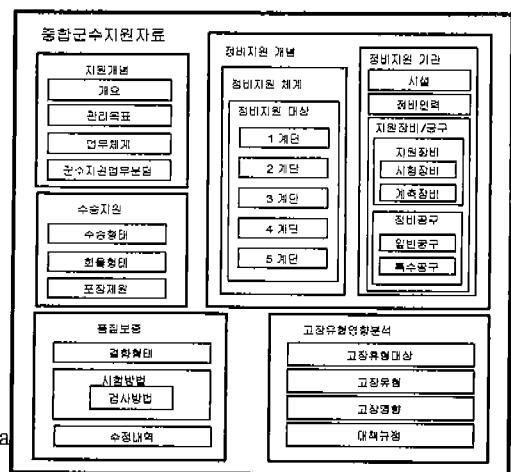 종합군수지원자료
지원개념
개요
관리목표
업무체계
군수지원업무분담
수송지원
수송형태
화물형태
포장제원
품질보증
결함형태
시험방법
검사방법
수정내역
정비지원 개념
정비지원 체계
정비지원 대상
1 계단
2 계단
3 계단
4 계단
5 계단
정비지원 기관
시설
정비인력
지원장비/공구
지원장비
시험장비
계측장비
정비공구
일반공구
특수공구
고장유형영향분석
고장유형대상
고장유형
고장영향
대책규정
a